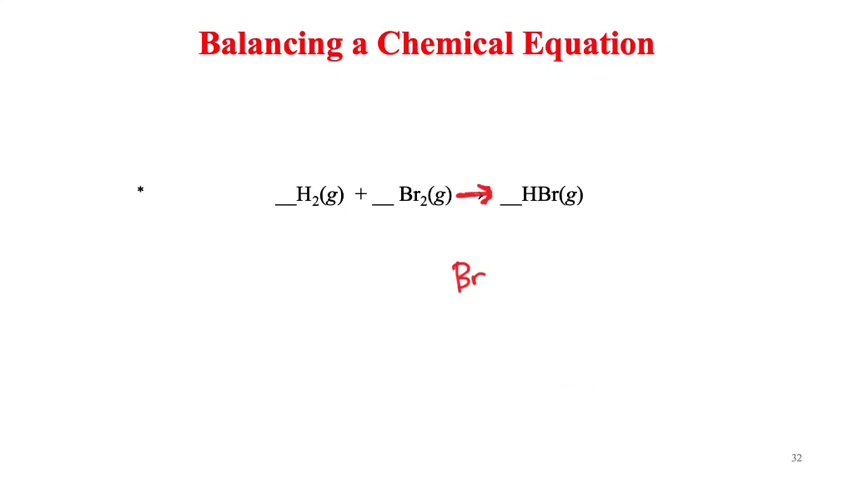 Balancing a Chemical Equation
* __H₂(g) + __ Br₂(g) → __HBr(g)
Br
32